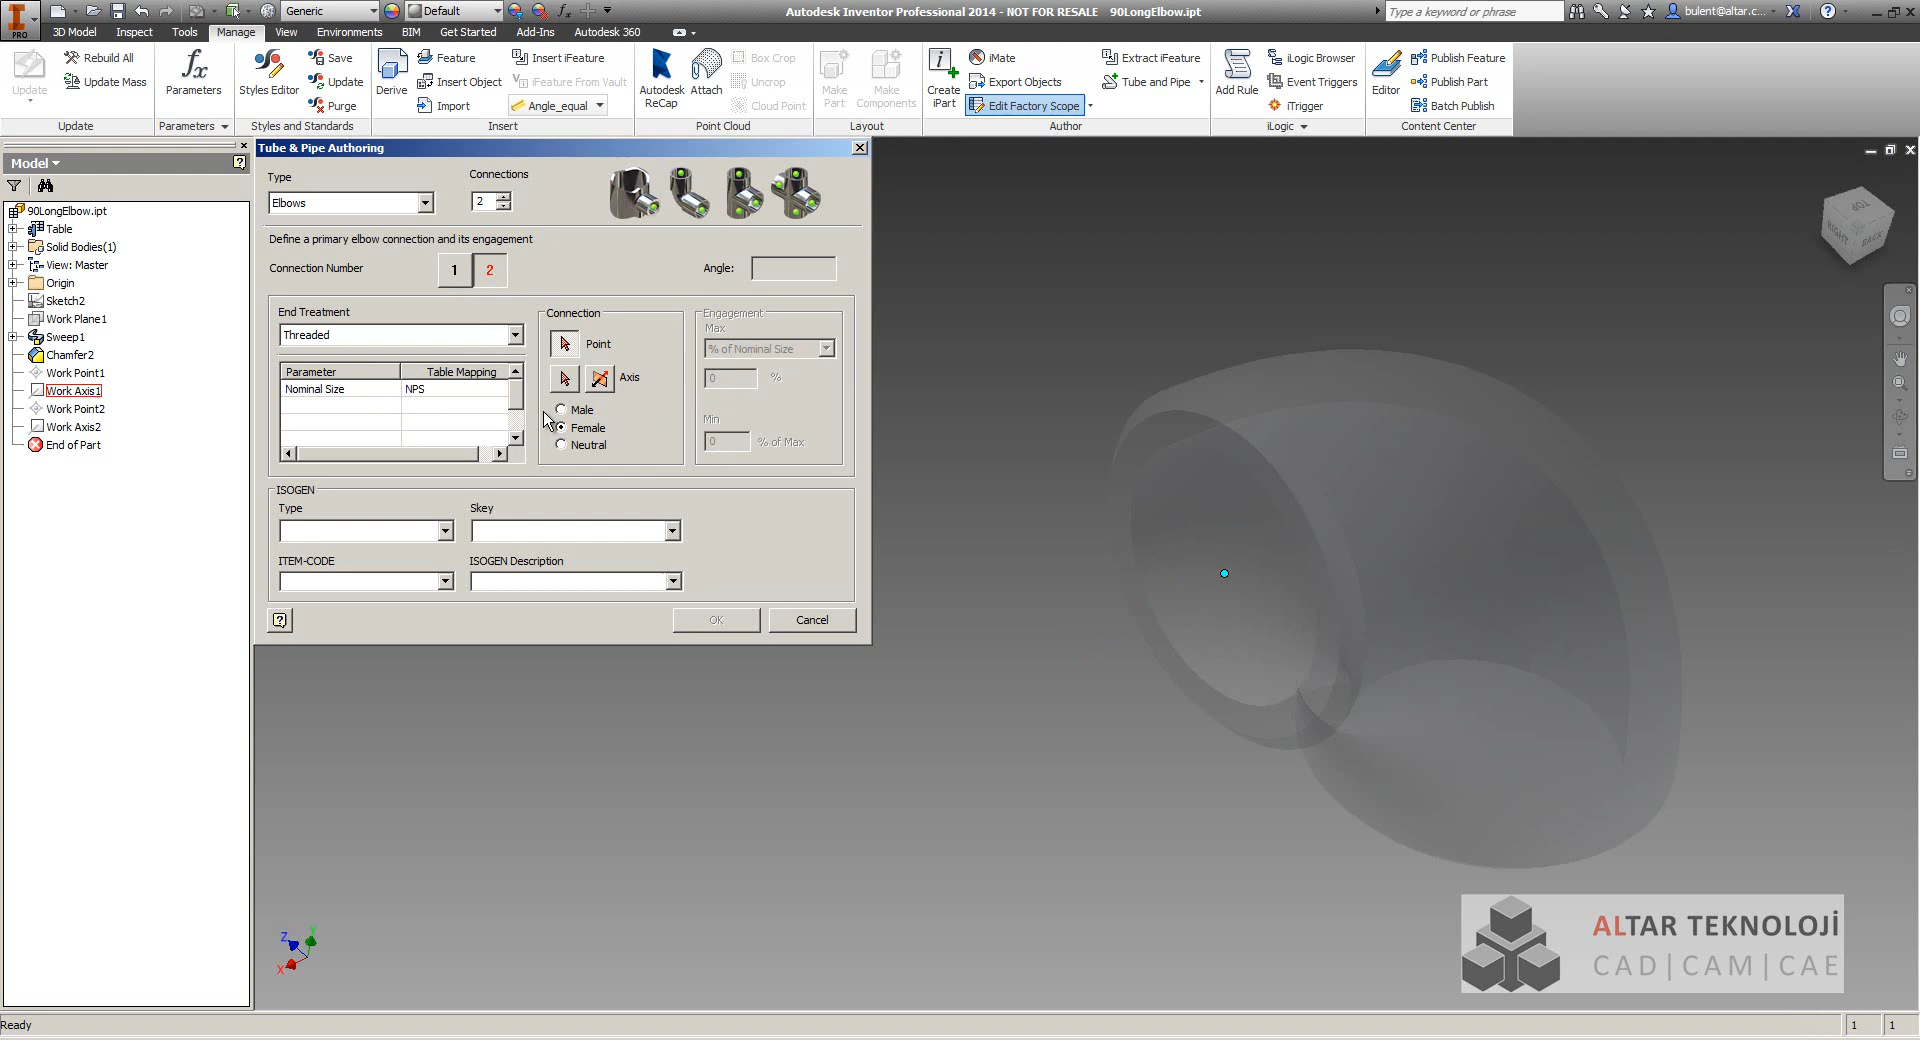 PRO
Generic
Default
Autodesk Inventor Professional 2014 - NOT FOR RESALE 90LongElbow.ipt
Type a keyword or phrase
bulent@altar.c...
3D Model
Inspect
Tools
Manage
View
Environments
BIM
Get Started
Add-Ins
Autodesk 360
Update
Rebuild All
Update Mass
Update
Parameters
Parameters
Styles Editor
Save
Update
Purge
Styles and Standards
Derive
Feature
Insert Object
Import
Insert iFeature
iFeature From Vault
Angle_equal
Insert
Autodesk ReCap
Attach
Box Crop
Uncrop
Cloud Point
Point Cloud
Make Part
Make Components
Layout
Create iPart
iMate
Export Objects
Edit Factory Scope
Extract iFeature
Tube and Pipe
Author
Add Rule
iLogic Browser
Event Triggers
iTrigger
iLogic
Editor
Publish Feature
Publish Part
Batch Publish
Content Center
Model
90LongElbow.ipt
Table
Solid Bodies(1)
View: Master
Origin
Sketch2
Work Plane1
Sweep1
Chamfer2
Work Point1
Work Axis1
Work Point2
Work Axis2
End of Part
Tube & Pipe Authoring
Type
Connections
Elbows
2
Define a primary elbow connection and its engagement
Connection Number
1
2
Angle:
End Treatment
Threaded
Parameter
Table Mapping
Nominal Size
NPS
Connection
Point
Axis
Male
Female
Neutral
Engagement
Max
% of Nominal Size
0
%
Min
0
% of Max
ISOGEN
Type
Skey
ITEM-CODE
ISOGEN Description
OK
Cancel
TOP
RIGHT
BACK
Z
Y
X
ALTAR TEKNOLOJİ
CAD|CAM|CAE
Ready
1
1